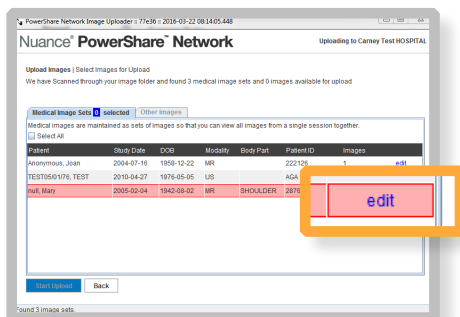 PowerShare Network Image Uploader :: 77e36 :: 2016-03-22 08:14:05.448
Nuance® PowerShare™ Network
Uploading to Carney Test HOSPITAL
Upload Images | Select Images for Upload
We have Scanned through your image folder and found 3 medical image sets and 0 images available for upload
Medical Image Sets 0 selected Other Images
Medical images are maintained as sets of images so that you can view all images from a single session together.
Select All
Patient Study Date DOB Modality Body Part Patient ID Images
Anonymous, Joan 2004-07-16 1958-12-22 MR 222126 1 edit
TEST05/01/76, TEST 2010-04-27 1976-05-05 US AGA
null, Mary 2005-02-04 1942-08-02 MR SHOULDER 2876
edit
Start Upload Back
Found 3 image sets.